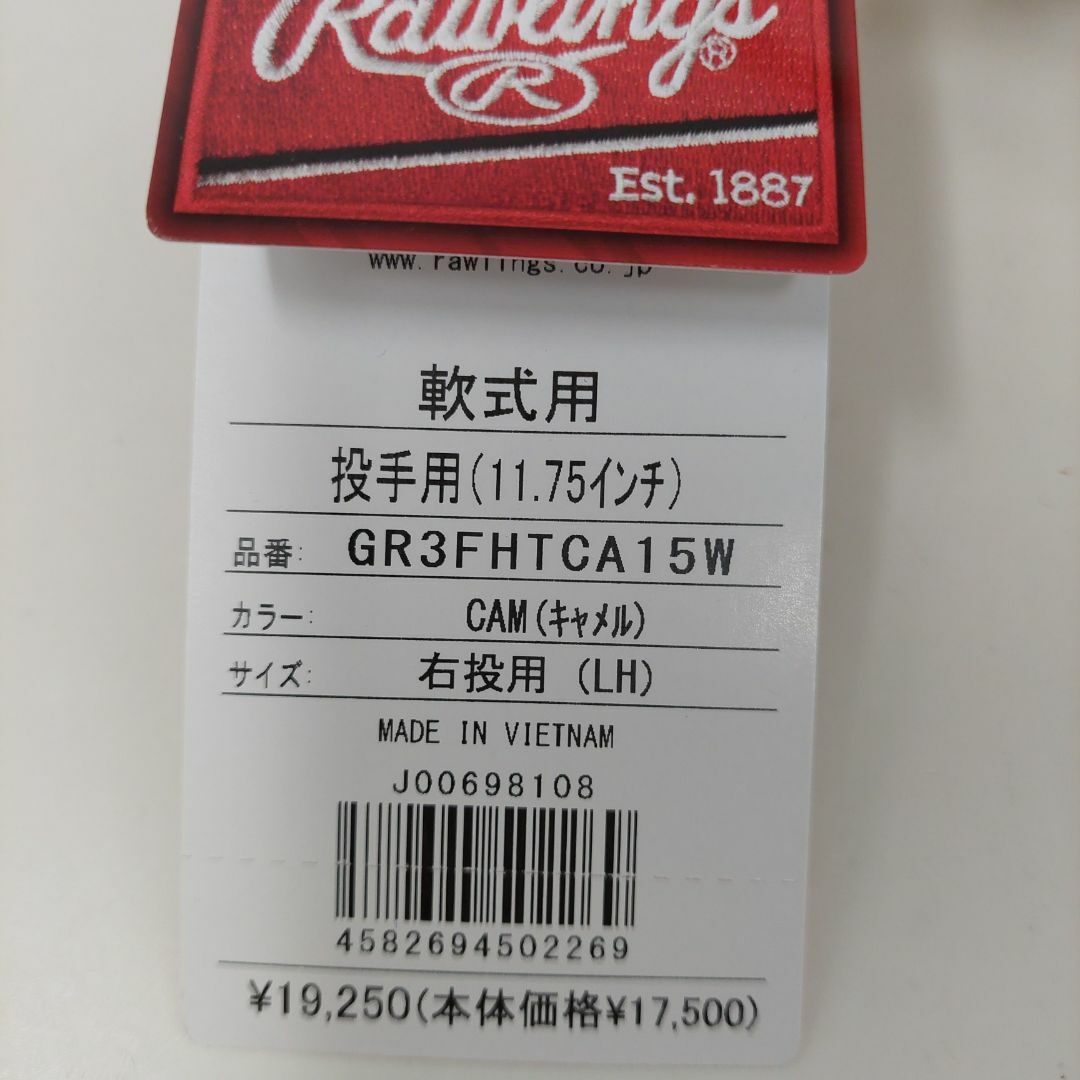 Rawlings®
R
Est. 1887
www.rawlings.co.jp
軟式用
投手用(11.75インチ)
品番: GR3FHTCA15W
カラー: CAM(キャメル)
サイズ: 右投用 (LH)
MADE IN VIETNAM
J00698108
4582694502269
¥19,250(本体価格¥17,500)